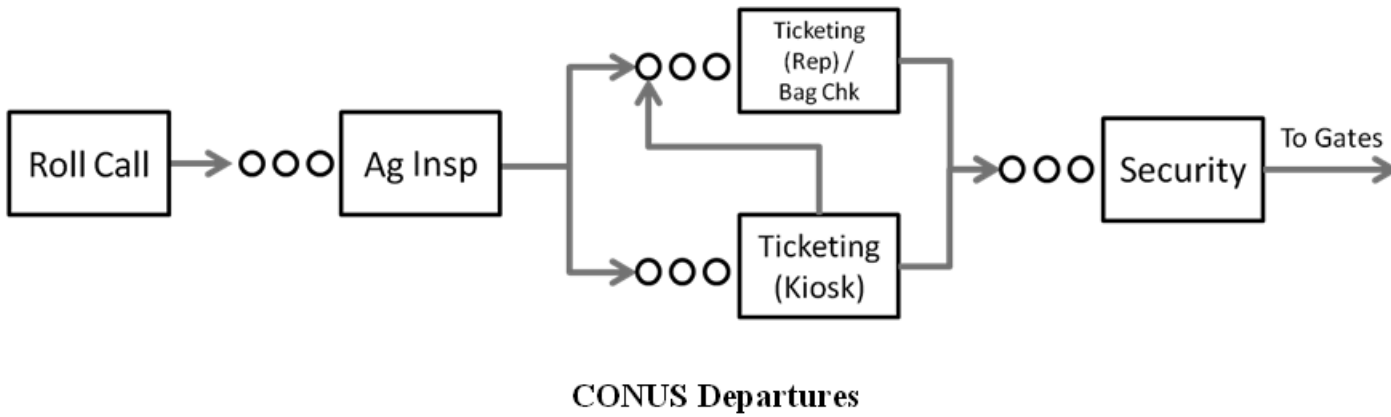 Roll Call
Ag Insp
Ticketing
(Rep) /
Bag Chk
Ticketing
(Kiosk)
Security
To Gates
CONUS Departures